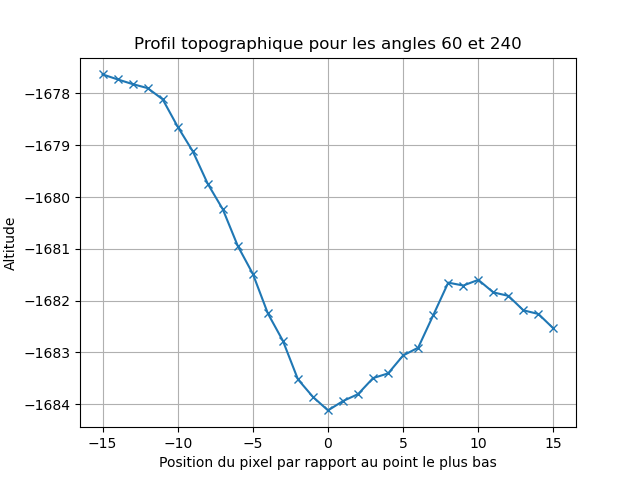 Profil topographique pour les angles 60 et 240
−1678
−1679
−1680
−1681
−1682
−1683
−1684
Altitude
−15 −10 −5 0 5 10 15
Position du pixel par rapport au point le plus bas